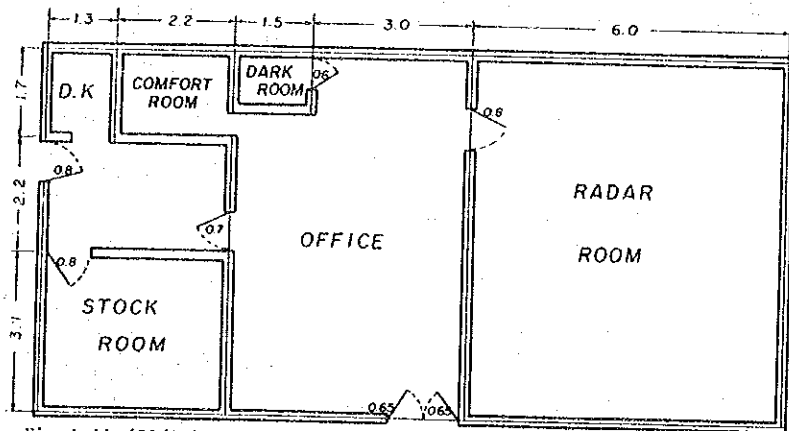 1.3 2.2 1.5 3.0 6.0
D.K
COMFORT
ROOM
DARK
ROOM
0.6
0.8
1.7
2.2
3.1
0.8
0.7
0.8
RADAR
ROOM
OFFICE
STOCK
ROOM
0.65 0.65